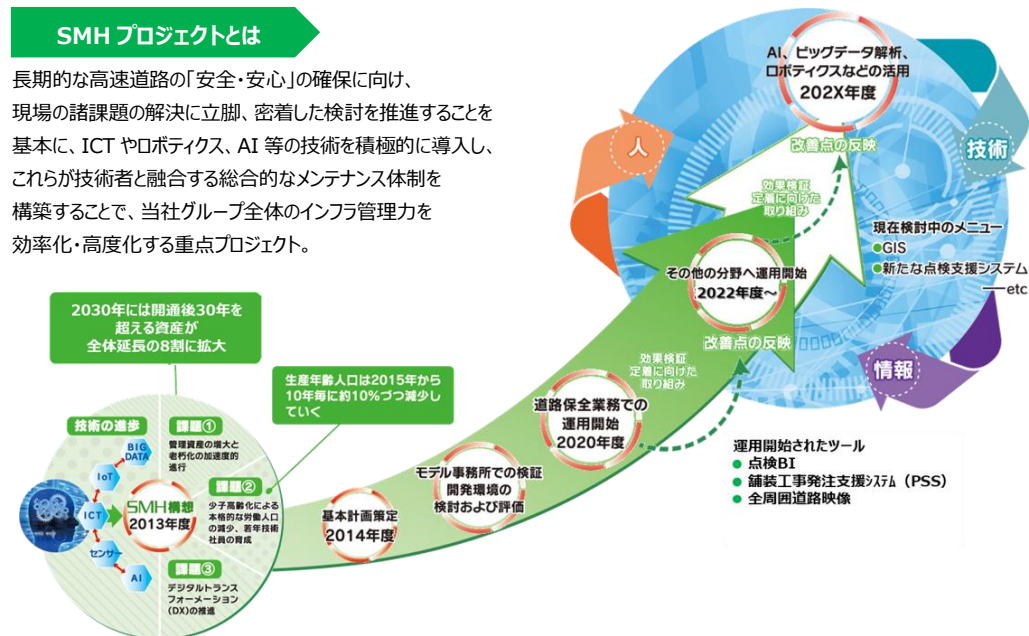 SMH プロジェクトとは
長期的な高速道路の「安全・安心」の確保に向け、
現場の諸課題の解決に立脚、密着した検討を推進することを
基本に、ICT やロボティクス、AI 等の技術を積極的に導入し、
これらが技術者と融合する総合的なメンテナンス体制を
構築することで、当社グループ全体のインフラ管理力を
効率化・高度化する重点プロジェクト。
2030年には開通後30年を
超える資産が
全体延長の8割に拡大
生産年齢人口は2015年から
10年毎に約10%づつ減少し
ていく
技術の進歩
BIG
DATA
IoT
ICT
センサー
AI
SMH構想
2013年度
課題①
管理資産の増大と
老朽化の加速度的
進行
課題②
少子高齢化による
本格的な労働人口
の減少、若年技術
社員の育成
課題③
デジタルトランス
フォーメーション
(DX)の推進
基本計画策定
2014年度
モデル事務所での検証
開発環境の
検討および評価
道路保全業務での
運用開始
2020年度
効果検証
定着に向けた
取り組み
改善点の反映
その他の分野へ運用開始
2022年度～
効果検証
定着に向けた
取り組み
改善点の反映
AI、ビッグデータ解析、
ロボティクスなどの活用
202X年度
人
技術
情報
現在検討中のメニュー
●GIS
●新たな点検支援システム
──etc
運用開始されたツール
● 点検BI
● 舗装工事発注支援ｼｽﾃﾑ（PSS）
● 全周囲道路映像